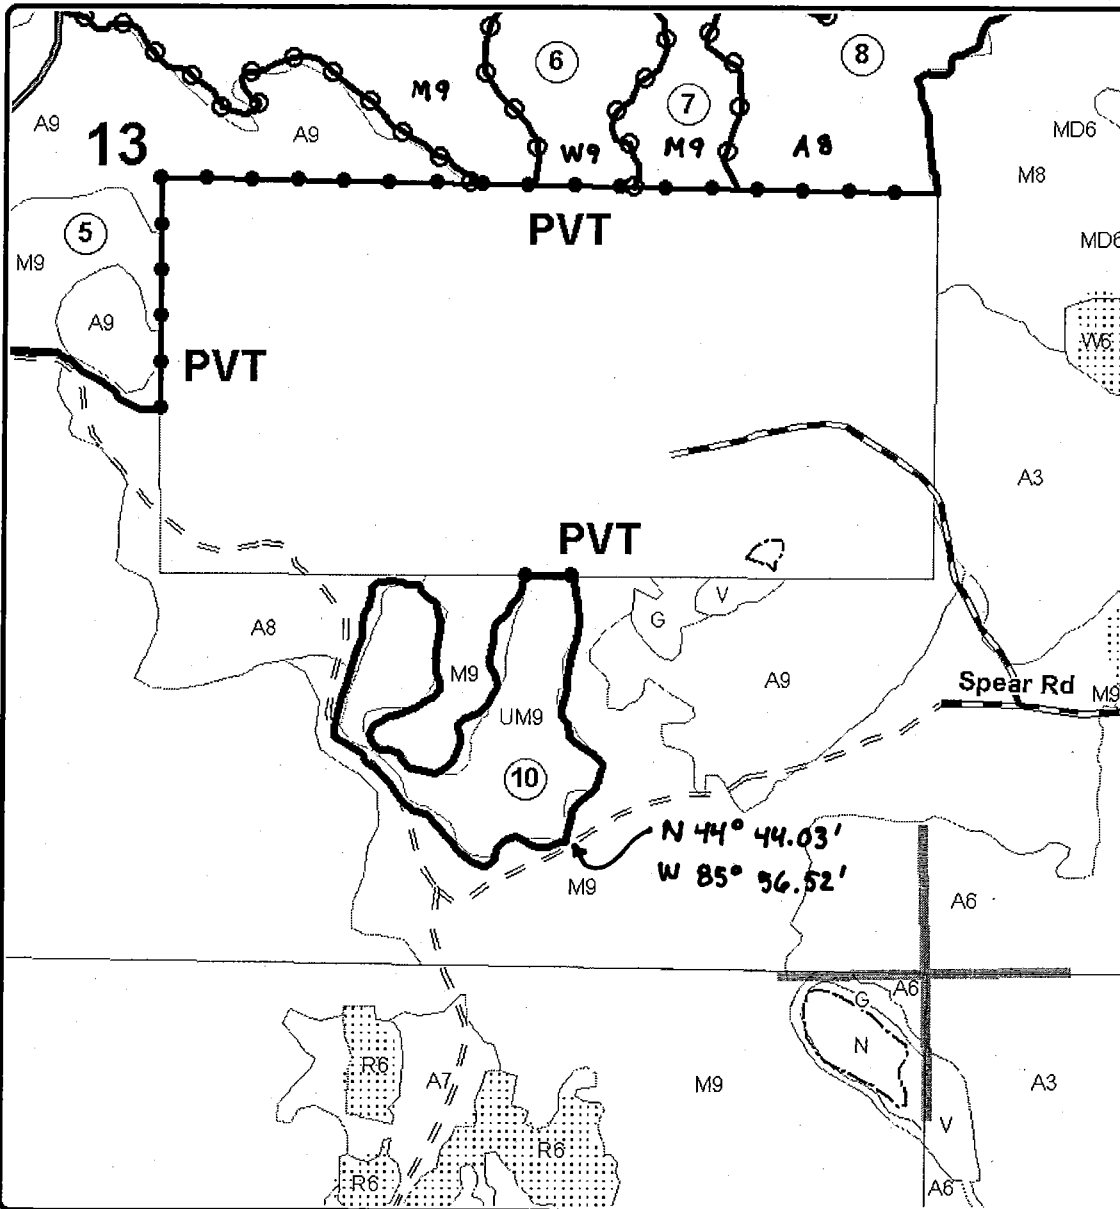 6
8
M9
7
A9
13
A9
W9
M9
A8
MD6
M8
5
PVT
MD6
M9
A9
W6
PVT
A3
PVT
V
G
A8
M9
A9
Spear Rd
M9
UM9
10
N 44° 44.03'
W 85° 56.52'
M9
A6
A6
G
N
R6
A7
M9
A3
V
R6
R6
A6